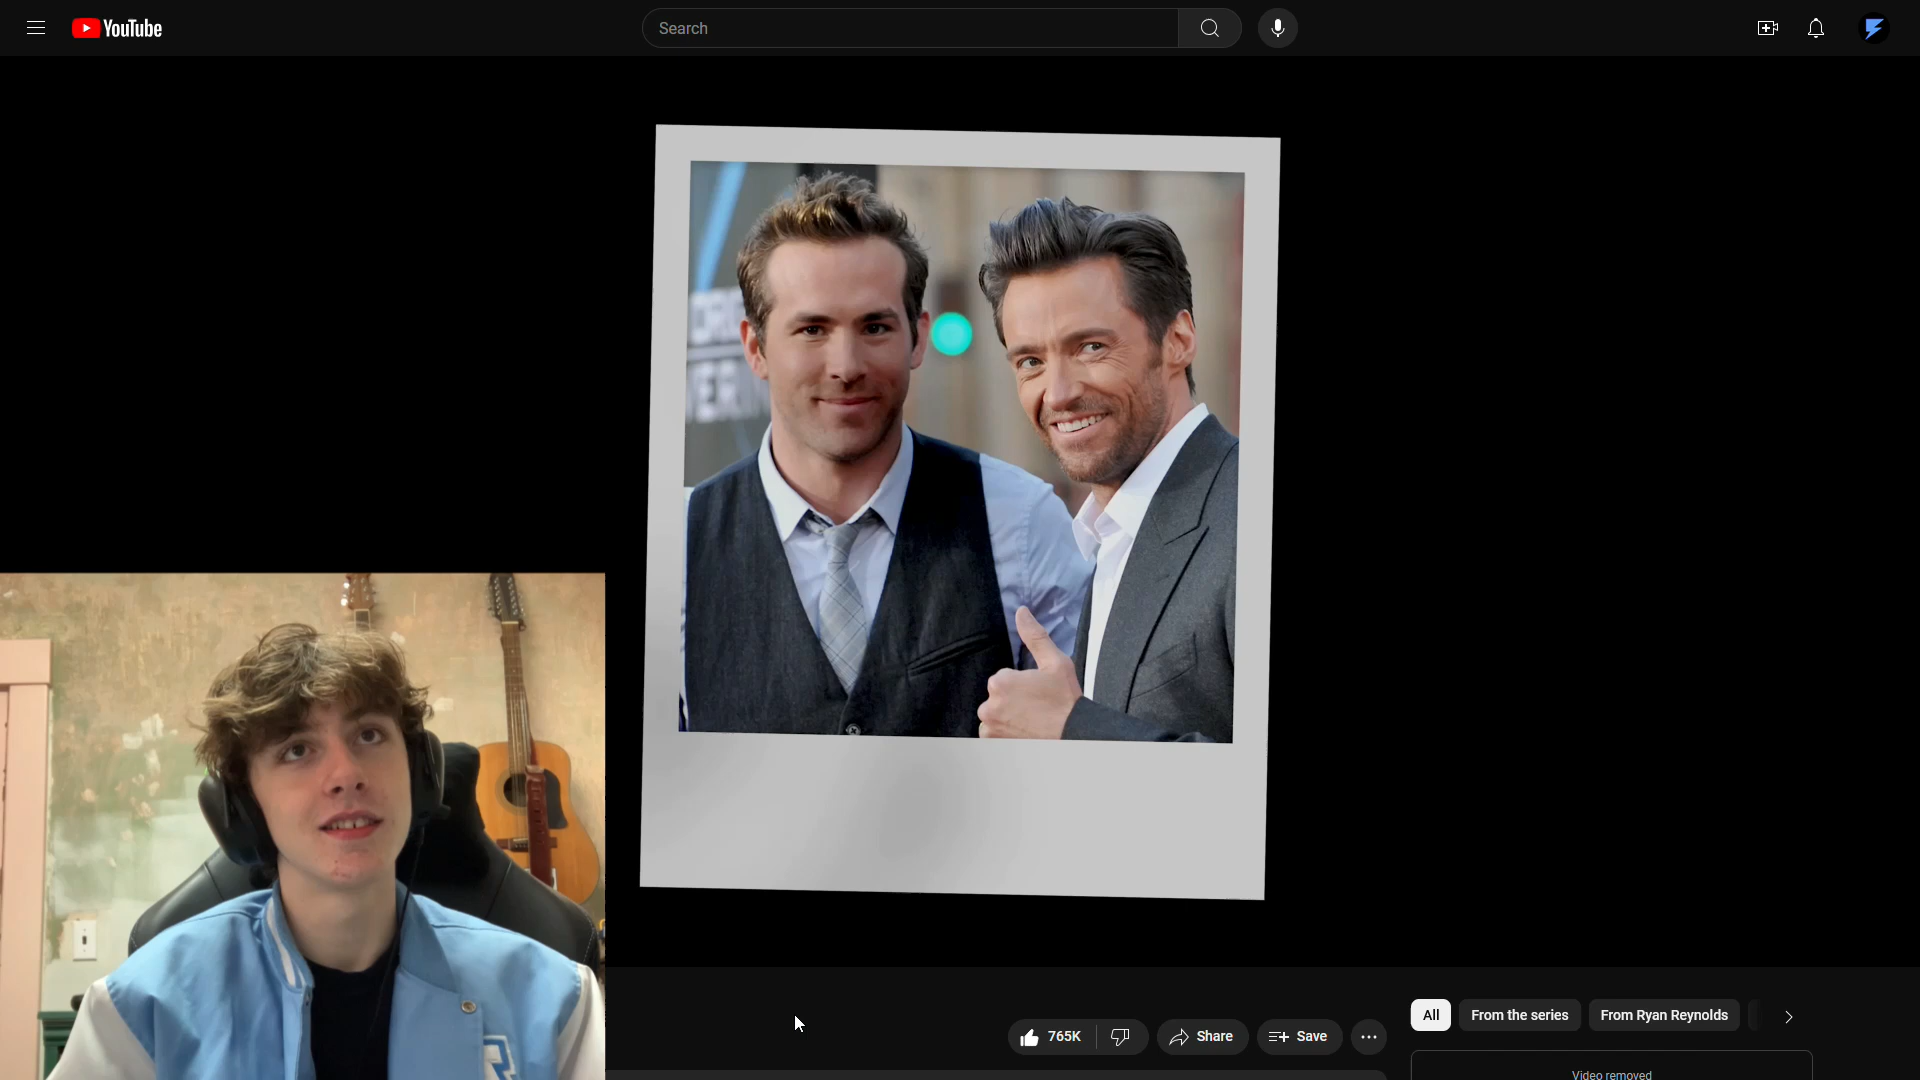 YouTube
Search
765K
Share
Save
All
From the series
From Ryan Reynolds
Video removed